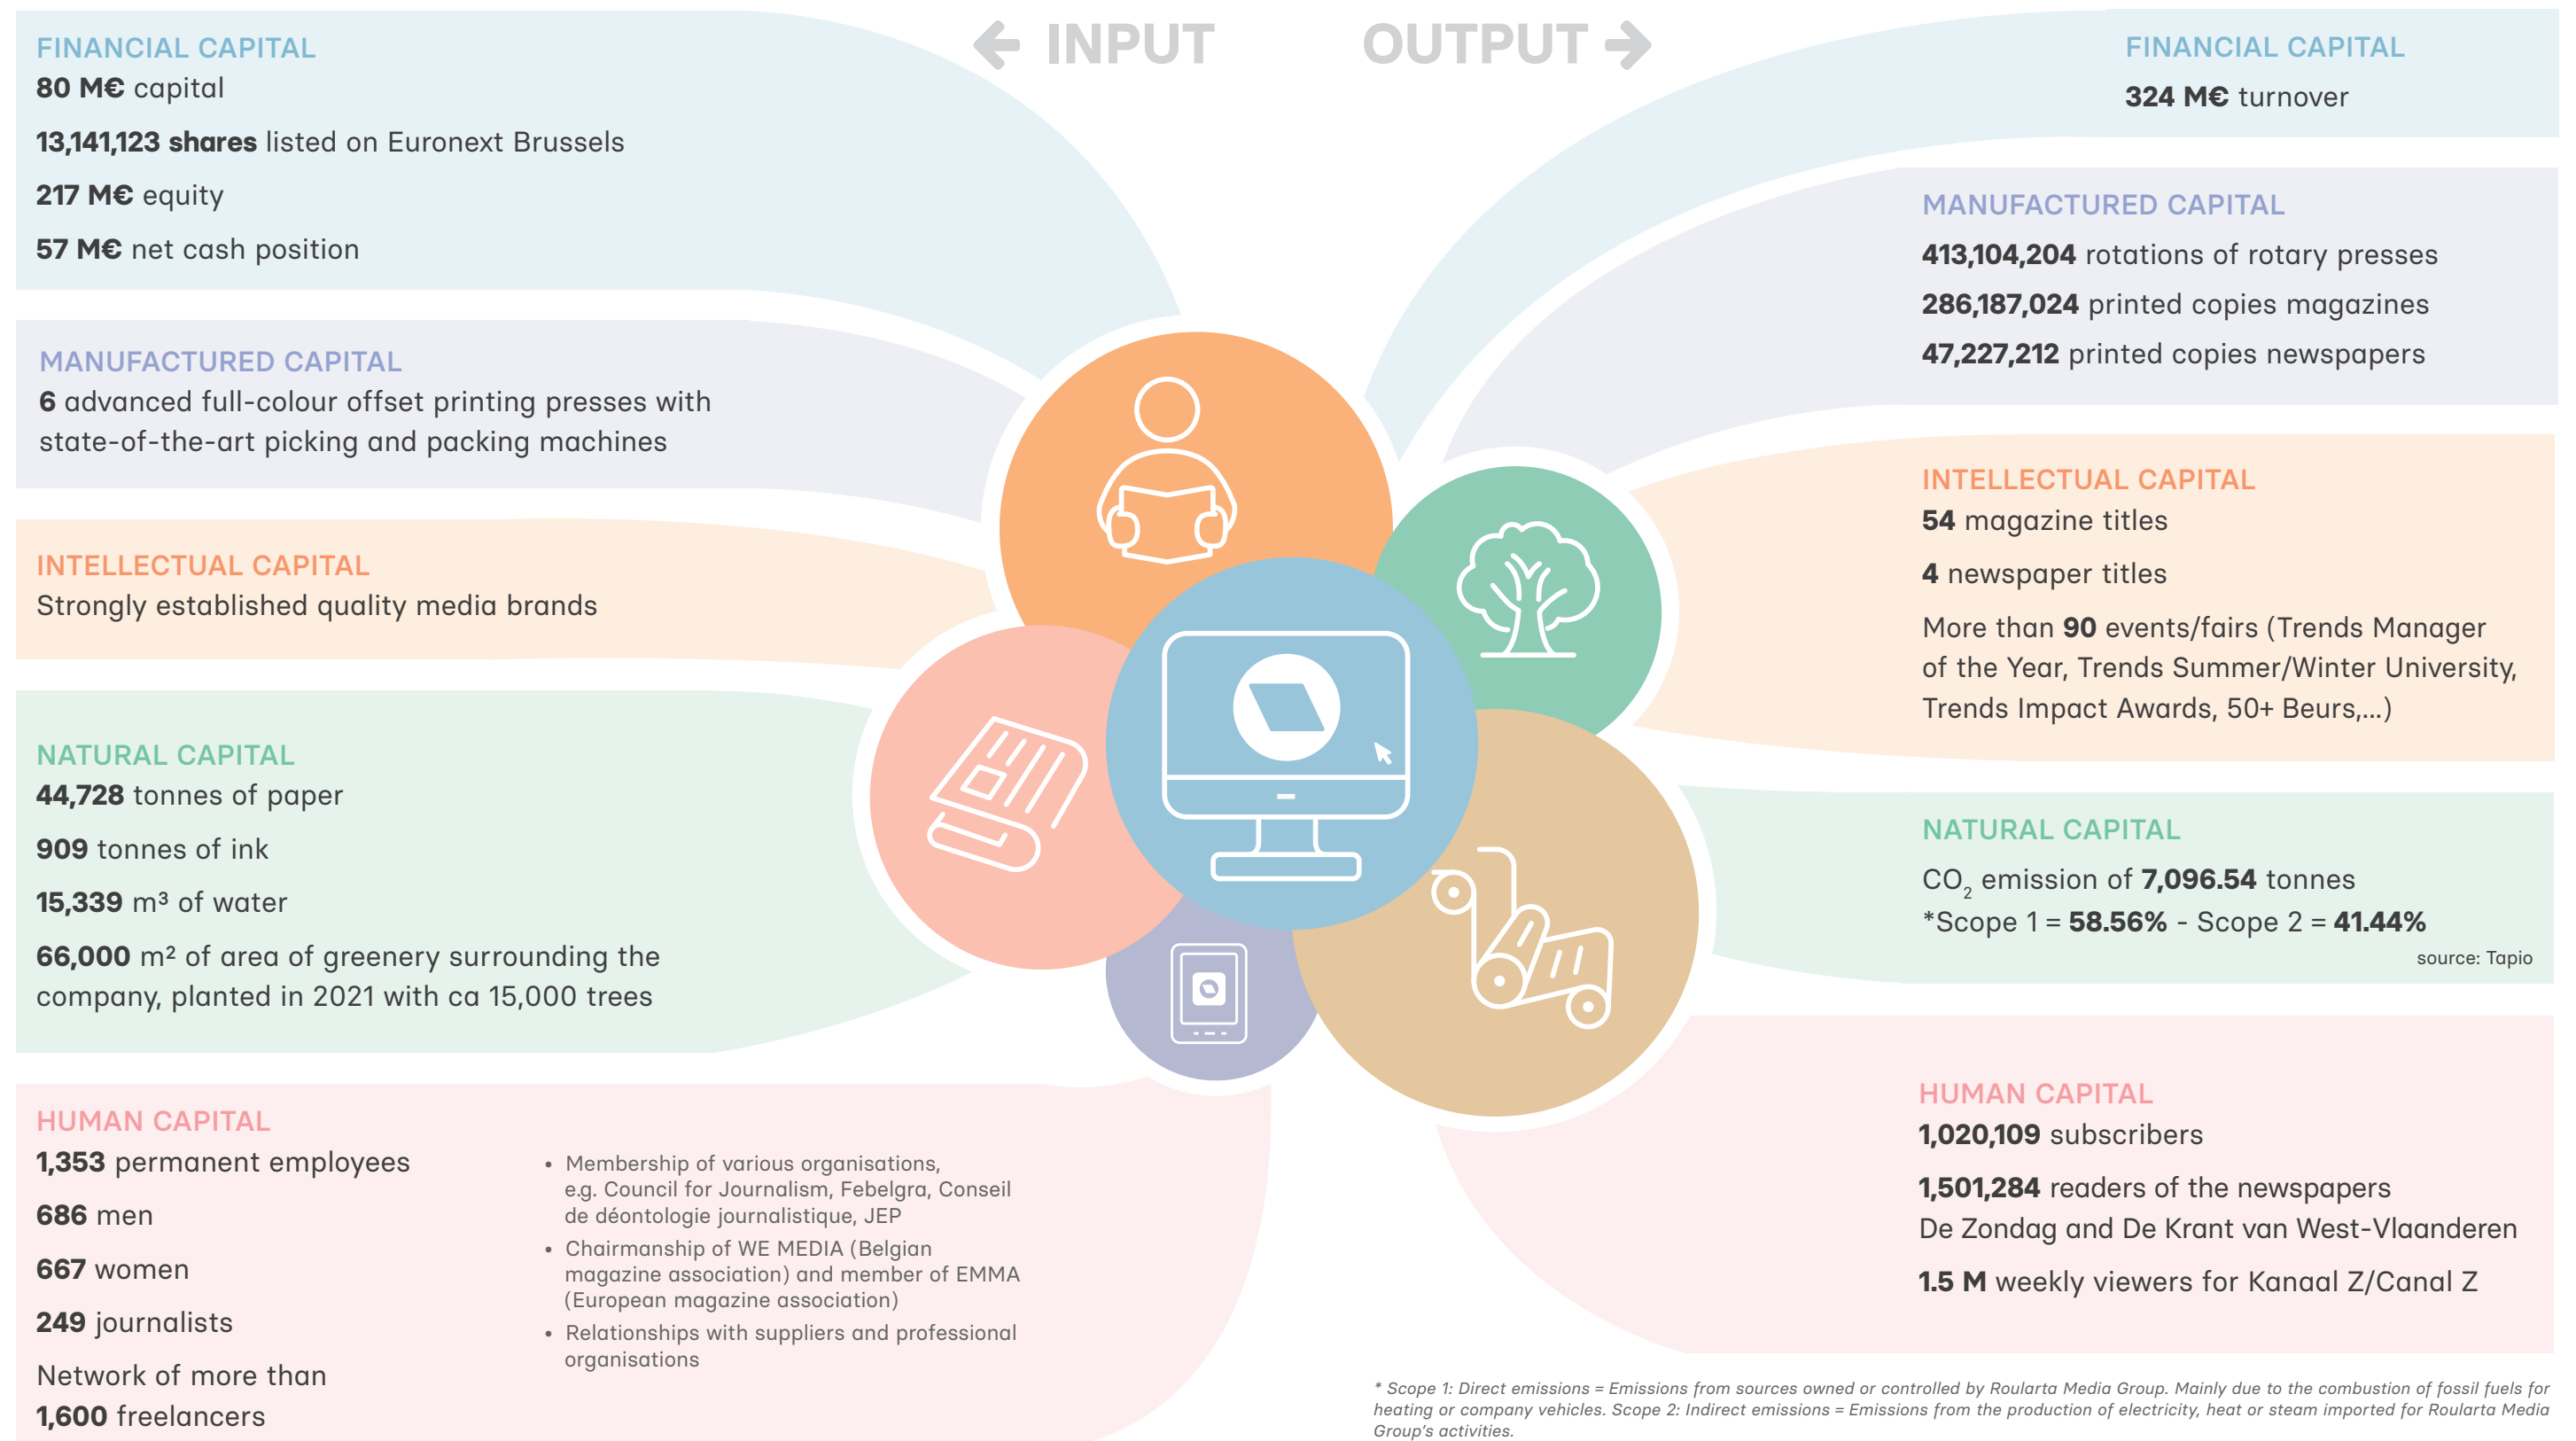 INPUT
OUTPUT
FINANCIAL CAPITAL
80 M€ capital
13,141,123 shares listed on Euronext Brussels
217 M€ equity
57 M€ net cash position
MANUFACTURED CAPITAL
6 advanced full-colour offset printing presses with
state-of-the-art picking and packing machines
INTELLECTUAL CAPITAL
Strongly established quality media brands
NATURAL CAPITAL
44,728 tonnes of paper
909 tonnes of ink
15,339 m³ of water
66,000 m² of area of greenery surrounding the
company, planted in 2021 with ca 15,000 trees
HUMAN CAPITAL
1,353 permanent employees
686 men
667 women
249 journalists
Network of more than
1,600 freelancers
• Membership of various organisations,
e.g. Council for Journalism, Febelgra, Conseil
de déontologie journalistique, JEP
• Chairmanship of WE MEDIA (Belgian
magazine association) and member of EMMA
(European magazine association)
• Relationships with suppliers and professional
organisations
FINANCIAL CAPITAL
324 M€ turnover
MANUFACTURED CAPITAL
413,104,204 rotations of rotary presses
286,187,024 printed copies magazines
47,227,212 printed copies newspapers
INTELLECTUAL CAPITAL
54 magazine titles
4 newspaper titles
More than 90 events/fairs (Trends Manager
of the Year, Trends Summer/Winter University,
Trends Impact Awards, 50+ Beurs,...)
NATURAL CAPITAL
CO₂ emission of 7,096.54 tonnes
*Scope 1 = 58.56% - Scope 2 = 41.44%
source: Tapio
HUMAN CAPITAL
1,020,109 subscribers
1,501,284 readers of the newspapers
De Zondag and De Krant van West-Vlaanderen
1.5 M weekly viewers for Kanaal Z/Canal Z
* Scope 1: Direct emissions = Emissions from sources owned or controlled by Roularta Media Group. Mainly due to the combustion of fossil fuels for
heating or company vehicles. Scope 2: Indirect emissions = Emissions from the production of electricity, heat or steam imported for Roularta Media
Group's activities.